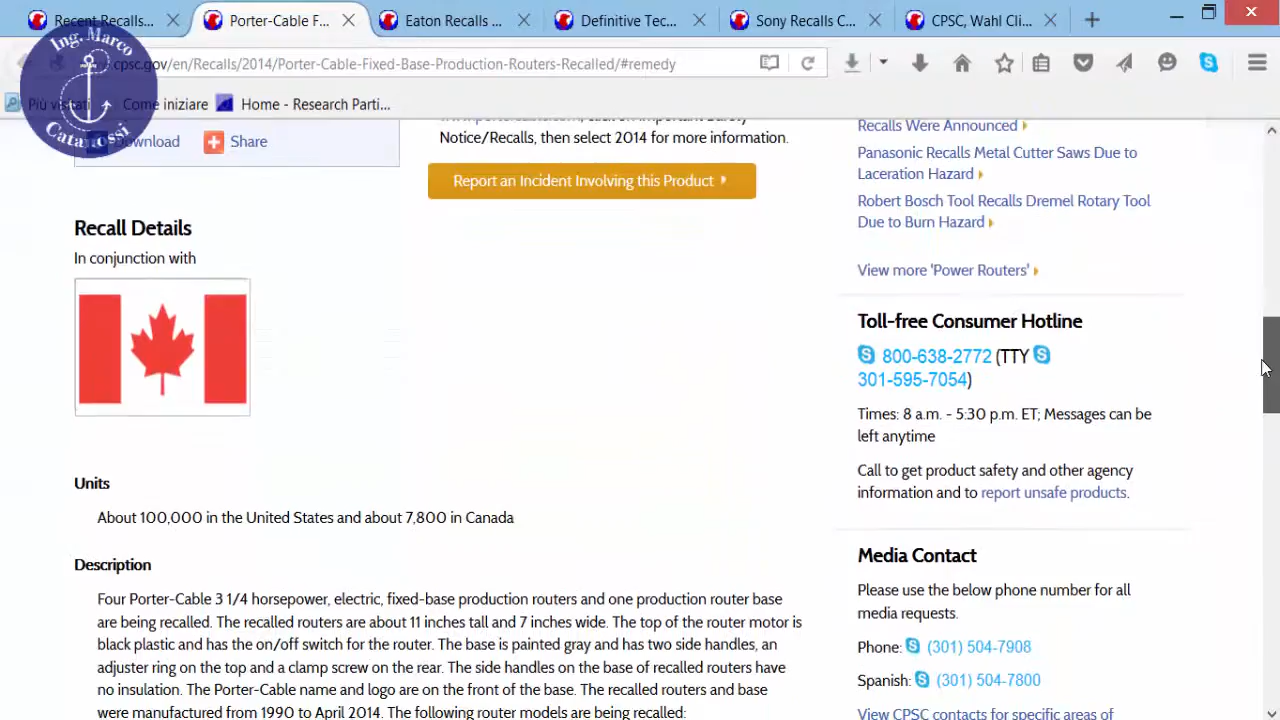 Recent Recalls
Porter-Cable F...
Eaton Recalls ...
Definitive Tec...
Sony Recalls C...
CPSC, Wahl Cli...
cpsc.gov/en/Recalls/2014/Porter-Cable-Fixed-Base-Production-Routers-Recalled/#remedy
Ing. Marco
Catarossi
Più visitati
Come iniziare
Home - Research Parti...
Download
Share
Notice/Recalls, then select 2014 for more information.
Report an Incident Involving this Product
Recall Details
In conjunction with
Units
About 100,000 in the United States and about 7,800 in Canada
Description
Four Porter-Cable 3 1/4 horsepower, electric, fixed-base production routers and one production router base
are being recalled. The recalled routers are about 11 inches tall and 7 inches wide. The top of the router motor is
black plastic and has the on/off switch for the router. The base is painted gray and has two side handles, an
adjuster ring on the top and a clamp screw on the rear. The side handles on the base of recalled routers have
no insulation. The Porter-Cable name and logo are on the front of the base. The recalled routers and base
were manufactured from 1990 to April 2014. The following router models are being recalled:
Recalls Were Announced
Panasonic Recalls Metal Cutter Saws Due to
Laceration Hazard
Robert Bosch Tool Recalls Dremel Rotary Tool
Due to Burn Hazard
View more 'Power Routers'
Toll-free Consumer Hotline
800-638-2772 (TTY
301-595-7054)
Times: 8 a.m. - 5:30 p.m. ET; Messages can be
left anytime
Call to get product safety and other agency
information and to report unsafe products.
Media Contact
Please use the below phone number for all
media requests.
Phone: (301) 504-7908
Spanish: (301) 504-7800
View CPSC contacts for specific areas of